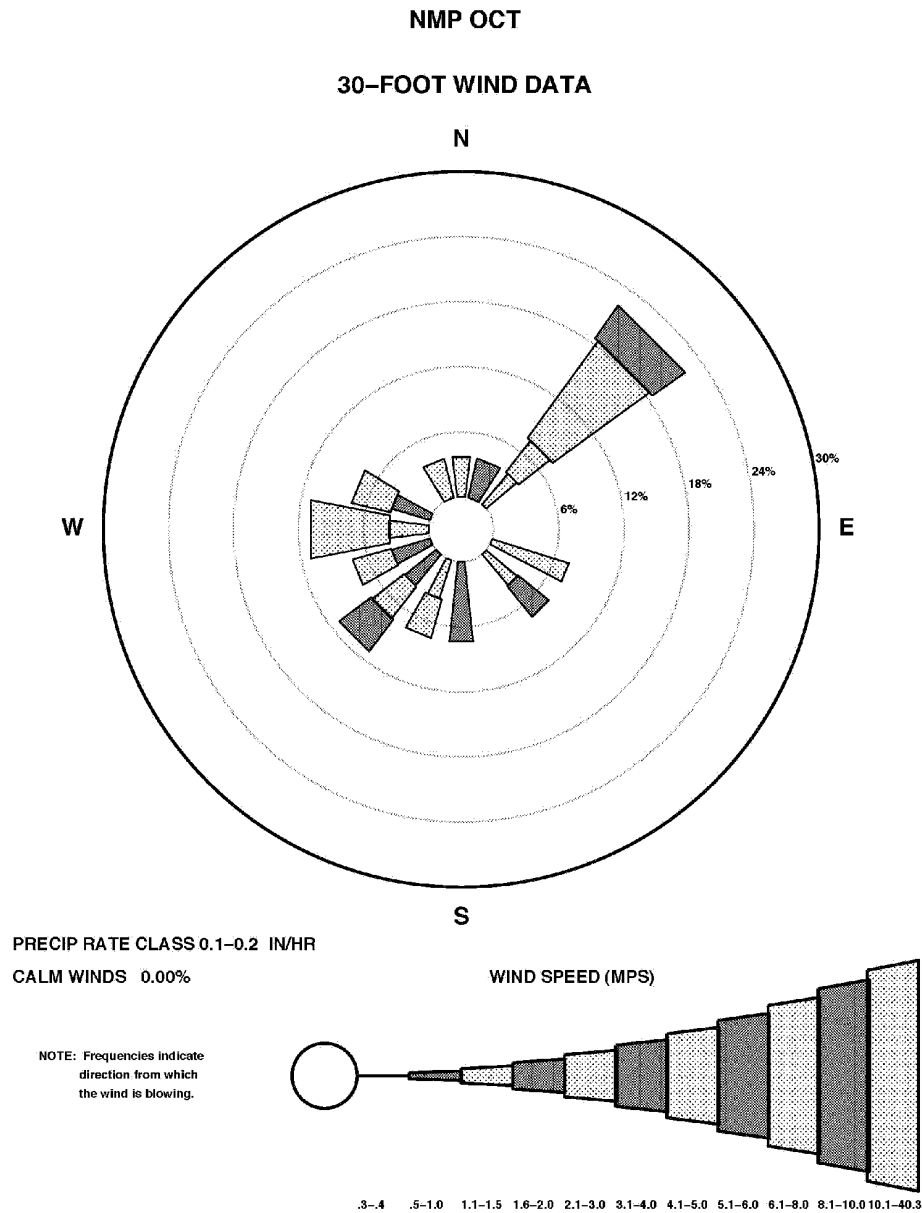 NMP OCT
30–FOOT WIND DATA
N
30%
24%
18%
12%
6%
W
E
S
PRECIP RATE CLASS 0.1–0.2 IN/HR
CALM WINDS 0.00%
WIND SPEED (MPS)
NOTE: Frequencies indicate
direction from which
the wind is blowing.
.3–.4 .5–1.0 1.1–1.5 1.6–2.0 2.1–3.0 3.1–4.0 4.1–5.0 5.1–6.0 6.1–8.0 8.1–10.0 10.1–40.3